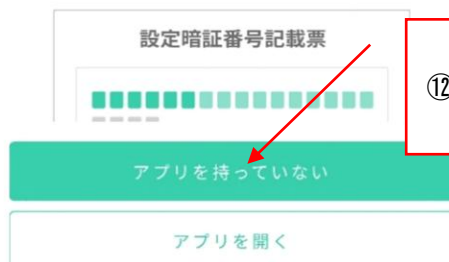 設定暗証番号記載票
⑫
アプリを持っていない
アプリを開く